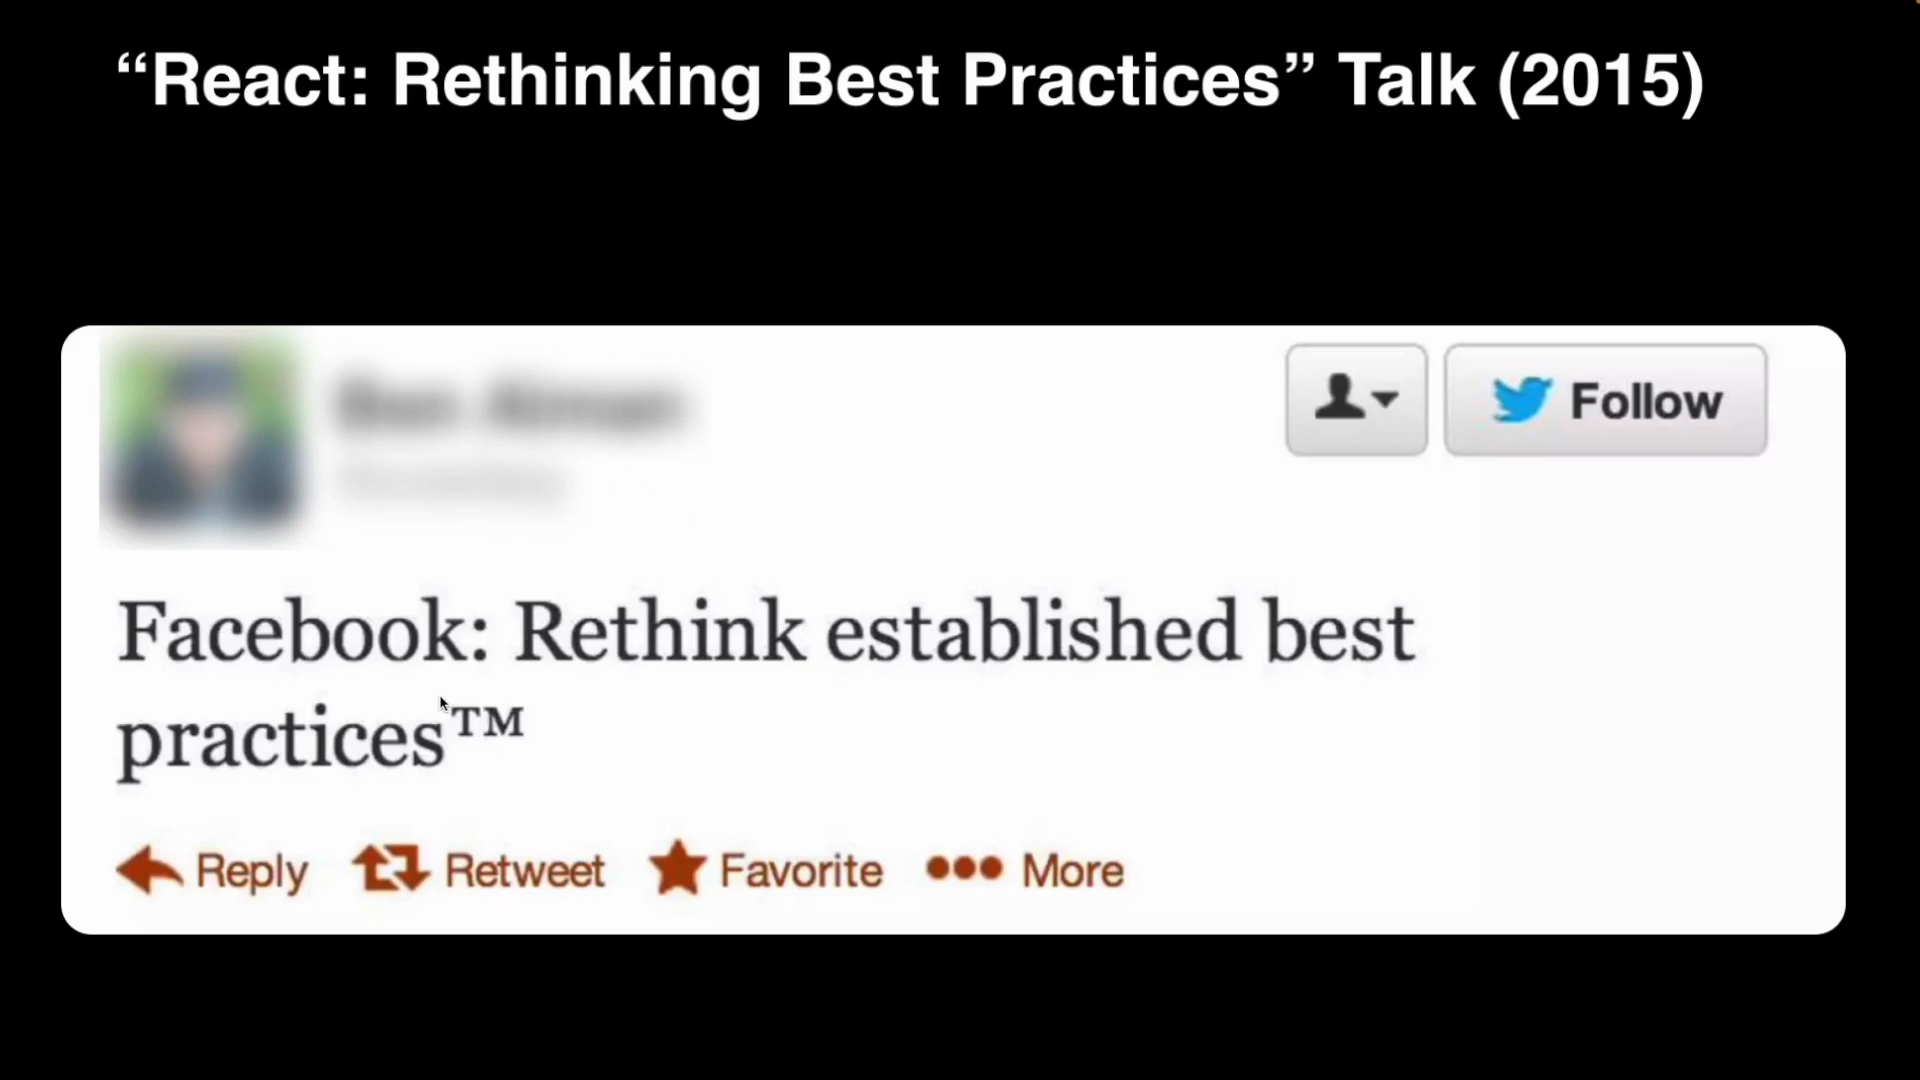 “React: Rethinking Best Practices” Talk (2015)
Follow
Facebook: Rethink established best
practices™
Reply Retweet Favorite More